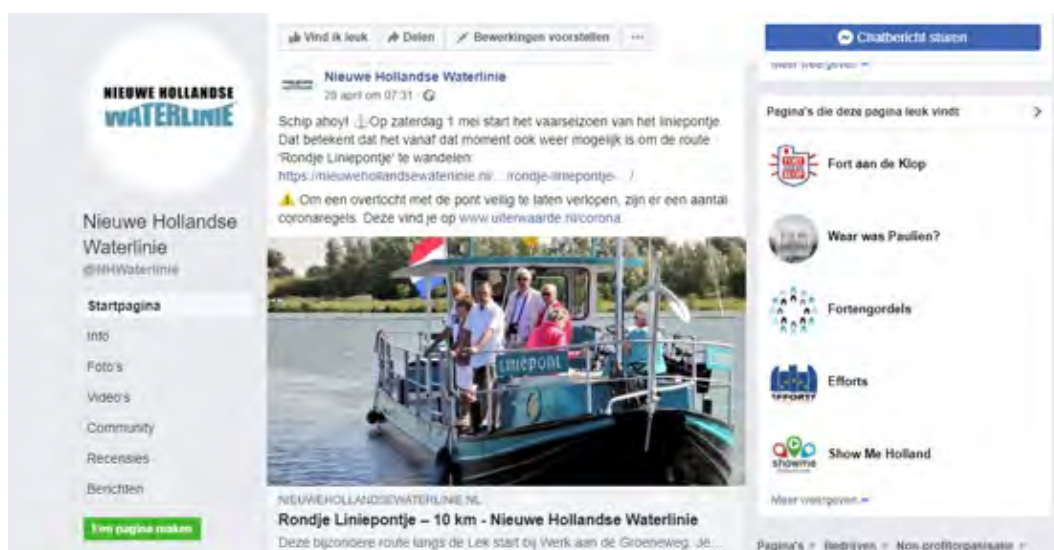 NIEUWE HOLLANDSE
WATERLINIE
Nieuwe Hollandse
Waterlinie
@NHWaterlinie
Startpagina
Info
Foto's
Video's
Community
Recensies
Berichten
Een pagina maken
Vind ik leuk Delen Bewerkingen voorstellen ...
Nieuwe Hollandse Waterlinie
Schip ahoy! ⚓Op zaterdag 1 mei start het vaarseizoen van het liniepontje.
Dat betekent dat het vanaf dat moment ook weer mogelijk is om de route
'Rondje Liniepontje' te wandelen:
https://nieuwehollandsewaterlinie.nl/.../rondje-liniepontje-.../
⚠ Om een overtocht met de pont veilig te laten verlopen, zijn er een aantal
coronaregels. Deze vind je op www.uiterwaarde.nl/corona.
LINIEPONT
NIEUWEHOLLANDSEWATERLINIE.NL
Rondje Liniepontje – 10 km - Nieuwe Hollandse Waterlinie
Deze bijzondere route langs de Lek start bij Werk aan de Groeneweg. Je...
Chatbericht sturen
Meer weergeven
Pagina's die deze pagina leuk vindt
Fort aan de Klop
Waar was Paulien?
Fortengordels
Efforts
Show Me Holland
Meer weergeven
Pagina's Bedrijven Non-profitorganisatie